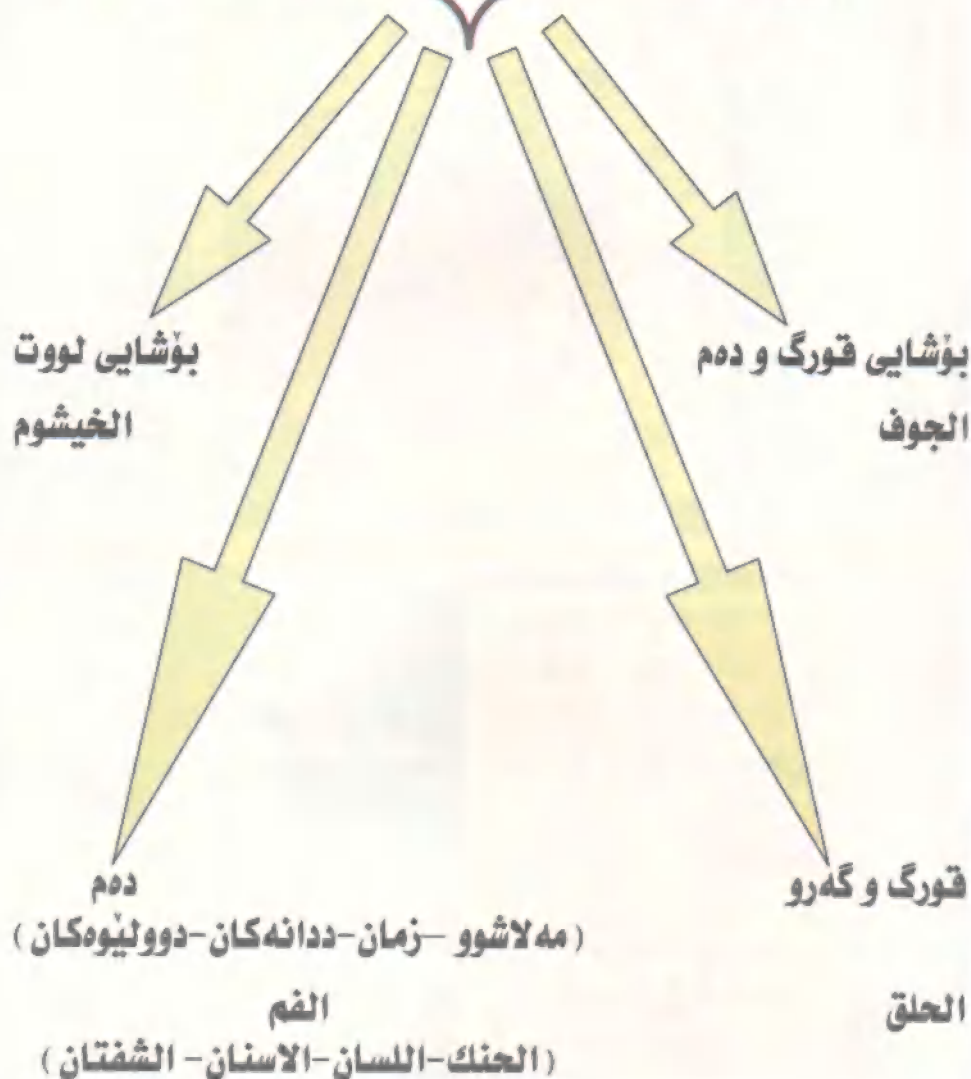 بۆشایی قورگ و دەم
الجوف
بۆشایی لووت
الخیشوم
قورگ و گەرو
الحلق
دەم
(مەلاشوو –زمان-ددانەکان-دوولێوەکان)
الفم
(الحنك-اللسان-الاسنان- الشفتان)